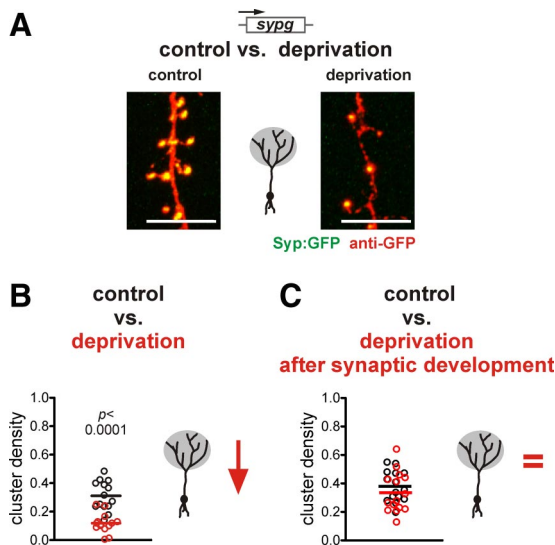 A
sypg
control vs. deprivation
control
deprivation
Syp:GFP anti-GFP
B
control
vs.
deprivation
cluster density
1.0
0.8
0.6
0.4
0.2
0.0
p<
0.0001
C
control
vs.
deprivation
after synaptic development
cluster density
1.0
0.8
0.6
0.4
0.2
0.0
=